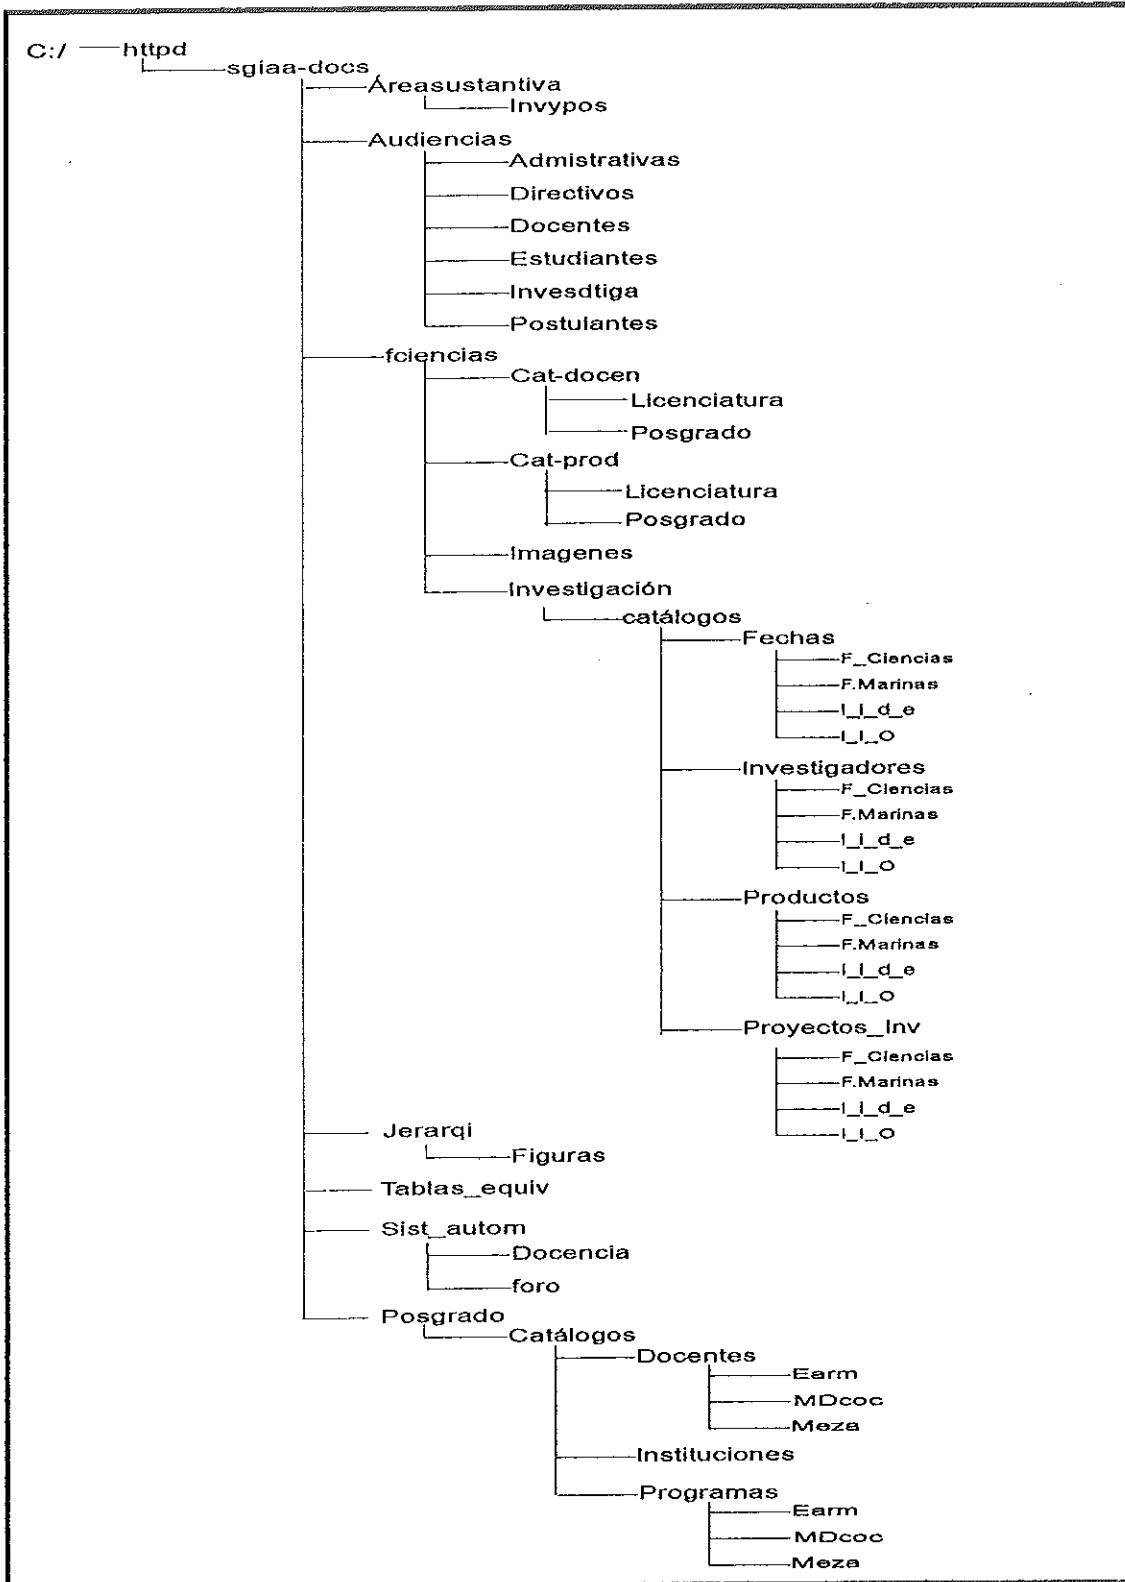 C:/ httpd
sgiaa-docs
Áreasustantiva
Invypos
Audiencias
Admistrativas
Directivos
Docentes
Estudiantes
Invesdtiga
Postulantes
fciencias
Cat-docen
Licenciatura
Posgrado
Cat-prod
Licenciatura
Posgrado
Imagenes
Investigación
catálogos
Fechas
F_Ciencias
F.Marinas
I_i_d_e
I_I_O
Investigadores
F_Ciencias
F.Marinas
I_i_d_e
I_I_O
Productos
F_Ciencias
F.Marinas
I_i_d_e
I_I_O
Proyectos_Inv
F_Ciencias
F.Marinas
I_i_d_e
I_I_O
Jerarqi
Figuras
Tablas_equiv
Sist_autom
Docencia
foro
Posgrado
Catálogos
Docentes
Earm
MDcoc
Meza
Instituciones
Programas
Earm
MDcoc
Meza